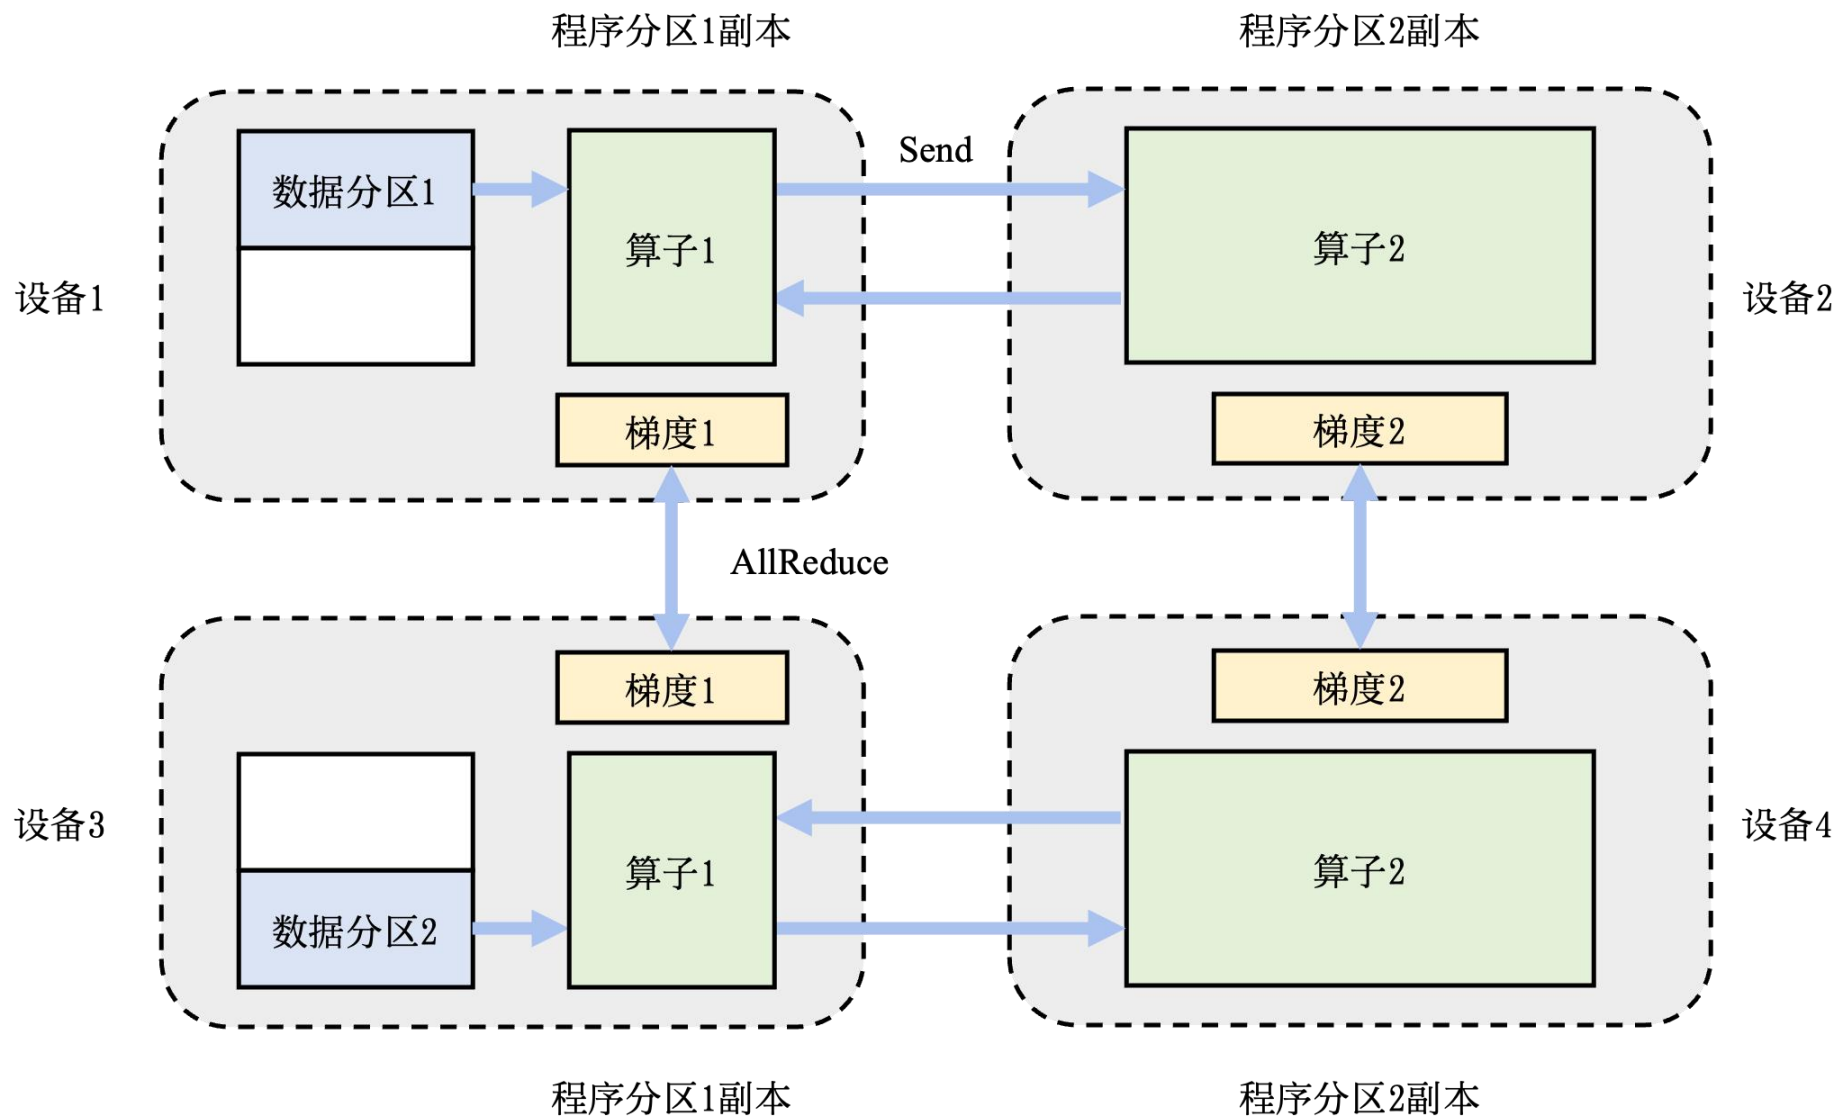 程序分区1副本
程序分区2副本
Send
数据分区1
算子1
算子2
设备1
设备2
梯度1
梯度2
AllReduce
梯度1
梯度2
设备3
算子1
算子2
设备4
数据分区2
程序分区1副本
程序分区2副本